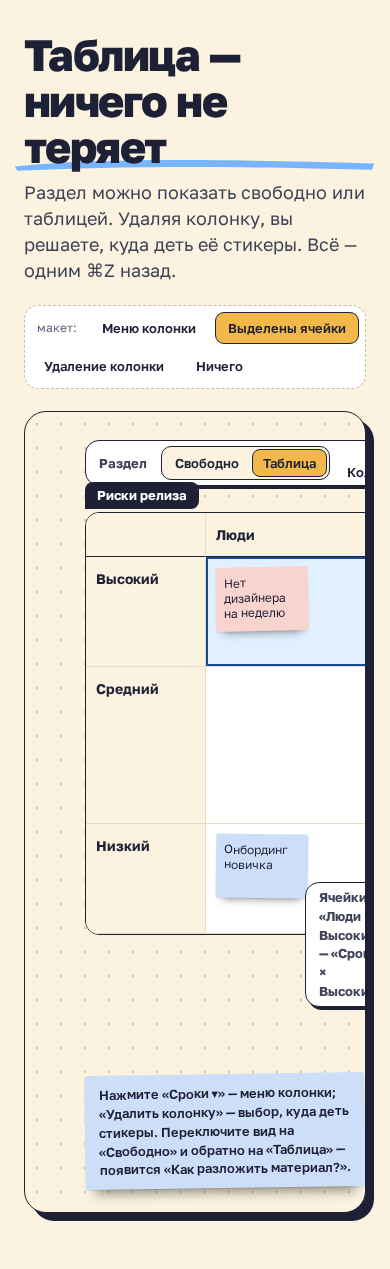 Таблица —
ничего не
теряет
Раздел можно показать свободно или
таблицей. Удаляя колонку, вы
решаете, куда деть её стикеры. Всё —
одним ⌘Z назад.
макет: Меню колонки Выделены ячейки
Удаление колонки Ничего
Раздел Свободно Таблица
Риски релиза
Люди
Высокий
Нет
дизайнера
на неделю
Средний
Низкий
Онбординг
новичка
«Люди
×
Нажмите «Сроки ▾» — меню колонки;
«Удалить колонку» — выбор, куда деть
стикеры. Переключите вид на
«Свободно» и обратно на «Таблица» —
появится «Как разложить материал?».